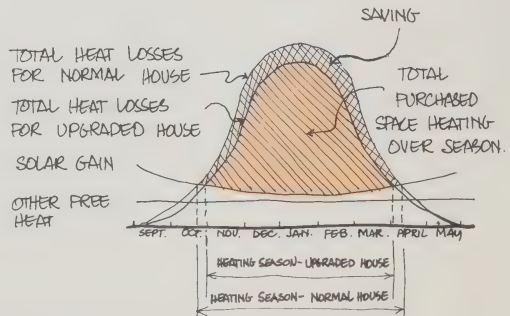 SAVING
TOTAL HEAT LOSSES
FOR NORMAL HOUSE
TOTAL HEAT LOSSES
FOR UPGRADED HOUSE
SOLAR GAIN
OTHER FREE
HEAT
TOTAL
PURCHASED
SPACE HEATING
OVER SEASON.
SEPT. OCT. NOV. DEC. JAN. FEB. MAR. APRIL MAY
HEATING SEASON-UPGRADED HOUSE
HEATING SEASON- NORMAL HOUSE